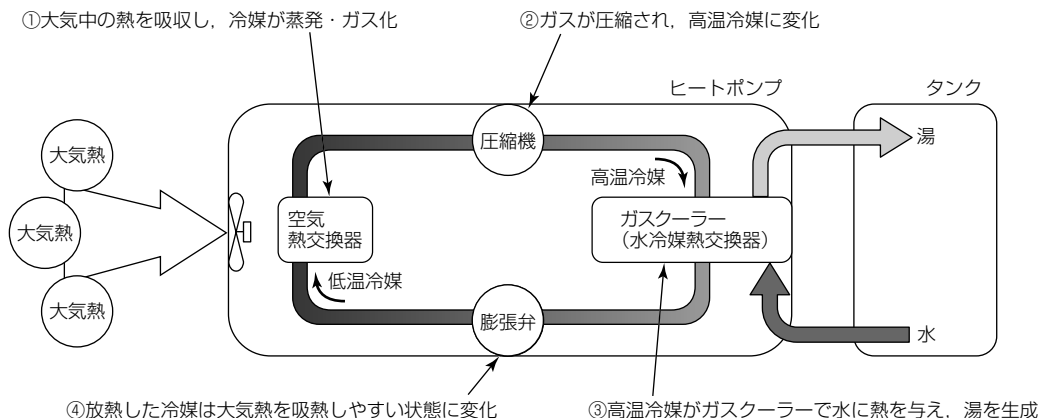 ①大気中の熱を吸収し，冷媒が蒸発・ガス化
②ガスが圧縮され，高温冷媒に変化
ヒートポンプ
タンク
大気熱
大気熱
大気熱
圧縮機
湯
高温冷媒
空気
熱交換器
ガスクーラー
（水冷媒熱交換器）
低温冷媒
膨張弁
水
④放熱した冷媒は大気熱を吸熱しやすい状態に変化
③高温冷媒がガスクーラーで水に熱を与え，湯を生成